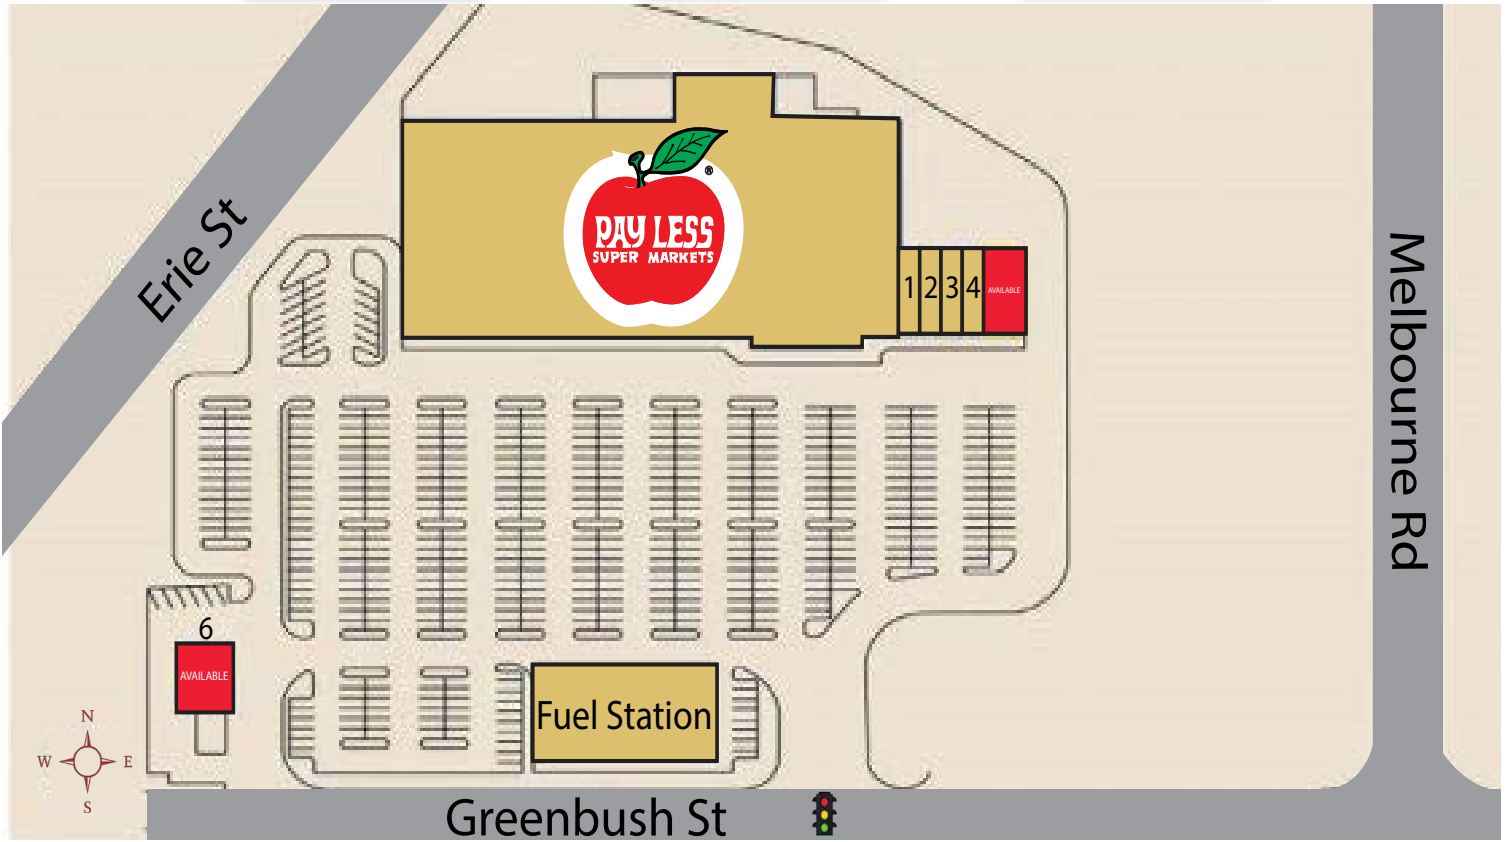 Erie St
PAY LESS
SUPER MARKETS
®
1 2 3 4 AVAILABLE
Melbourne Rd
6
AVAILABLE
Fuel Station
N
W E
S
Greenbush St